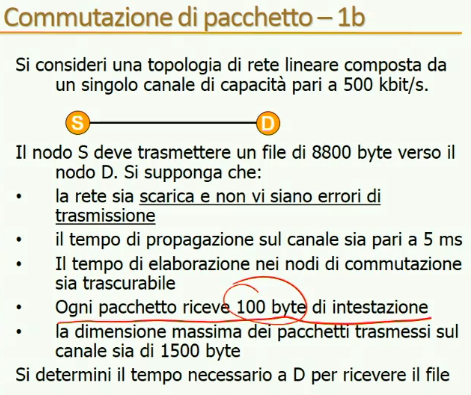 Commutazione di pacchetto – 1b
Si consideri una topologia di rete lineare composta da
un singolo canale di capacità pari a 500 kbit/s.
S D
Il nodo S deve trasmettere un file di 8800 byte verso il
nodo D. Si supponga che:
• la rete sia scarica e non vi siano errori di
trasmissione
• il tempo di propagazione sul canale sia pari a 5 ms
• Il tempo di elaborazione nei nodi di commutazione
sia trascurabile
• Ogni pacchetto riceve 100 byte di intestazione
• la dimensione massima dei pacchetti trasmessi sul
canale sia di 1500 byte
Si determini il tempo necessario a D per ricevere il file